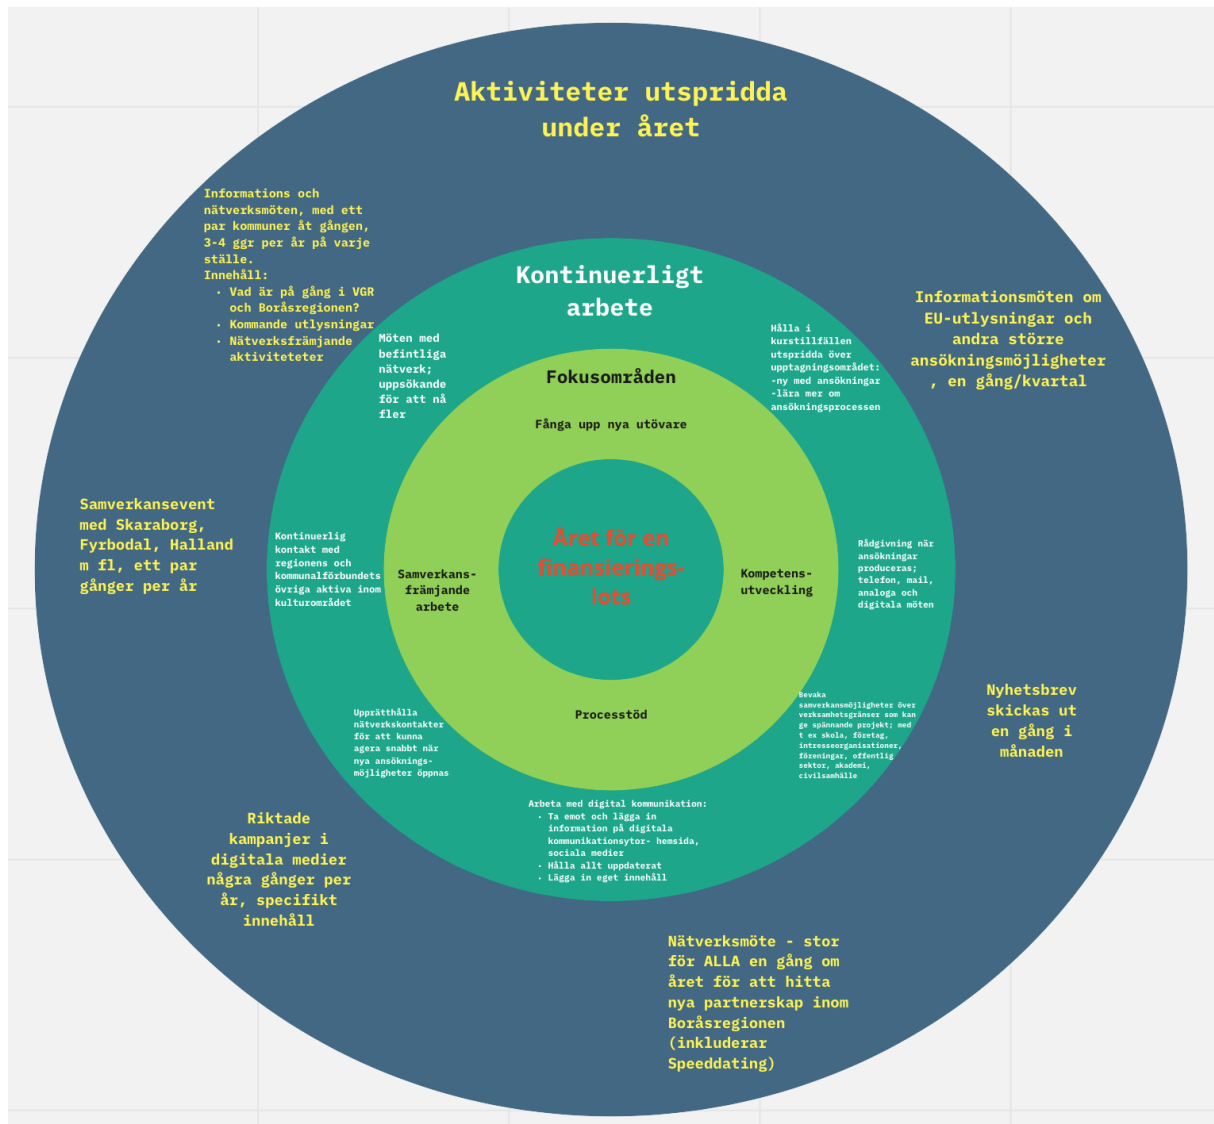 Aktiviteter utspridda
under året
Informations och
nätverksmöten, med ett
par kommuner åt gången,
3-4 ggr per år på varje
ställe.
Innehåll:
• Vad är på gång i VGR
och Boråsregionen?
• Kommande utlysningar
• Nätverksfrämjande
aktiviteteter
Informationsmöten om
EU-utlysningar och
andra större
ansökningsmöjligheter
, en gång/kvartal
Samverkansevent
med Skaraborg,
Fyrbodal, Halland
m fl, ett par
gånger per år
Nyhetsbrev
skickas ut
en gång i
månaden
Riktade
kampanjer i
digitala medier
några gånger per
år, specifikt
innehåll
Nätverksmöte - stor
för ALLA en gång om
året för att hitta
nya partnerskap inom
Boråsregionen
(inkluderar
Speeddating)
Kontinuerligt
arbete
Möten med
befintliga
nätverk;
uppsökande
för att nå
fler
Hålla i
kurstillfällen
utspridda över
upptagningsområdet:
-ny med ansökningar
-lära mer om
ansökningsprocessen
Kontinuerlig
kontakt med
regionens och
kommunalförbundets
övriga aktiva inom
kulturområdet
Rådgivning när
ansökningar
produceras;
telefon, mail,
analoga och
digitala möten
Upprätthålla
nätverkskontakter
för att kunna
agera snabbt när
nya ansöknings-
möjligheter öppnas
Bevaka
samverkansmöjligheter över
verksamhetsgränser som kan
ge spännande projekt; med
t ex skola, företag,
intresseorganisationer,
föreningar, offentlig
sektor, akademi,
civilsamhälle
Arbeta med digital kommunikation:
• Ta emot och lägga in
information på digitala
kommunikationsytor- hemsida,
sociala medier
• Hålla allt uppdaterat
• Lägga in eget innehåll
Fokusområden
Fånga upp nya utövare
Samverkans-
främjande
arbete
Kompetens-
utveckling
Processtöd
Året för en
finansierings-
lots